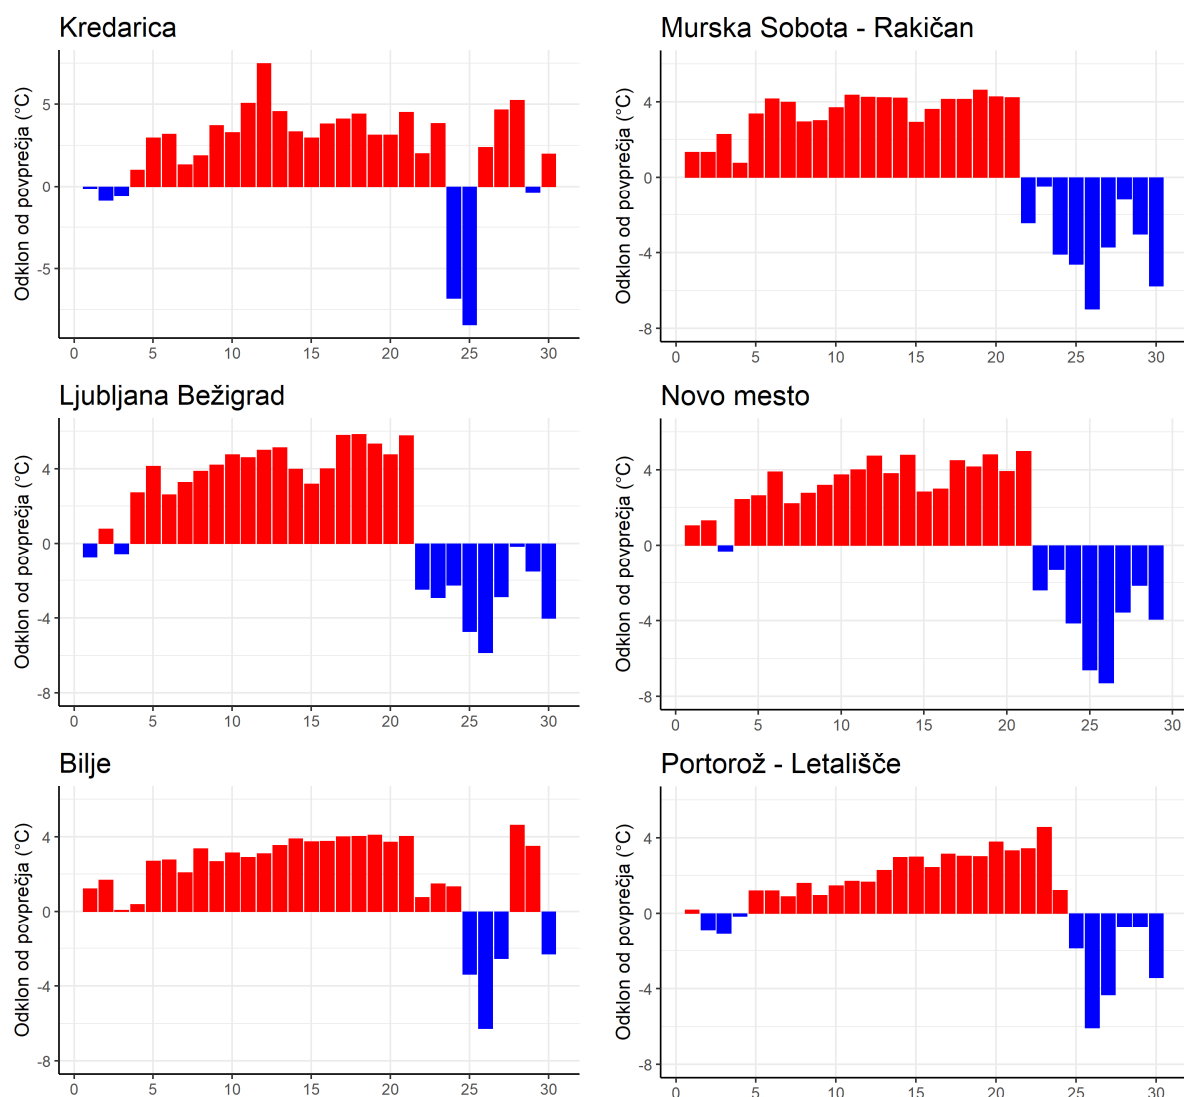 Kredarica
Odklon od povprečja (°C)
5
0
-5
0 5 10 15 20 25 30
Murska Sobota - Rakičan
Odklon od povprečja (°C)
4
0
-4
-8
0 5 10 15 20 25 30
Ljubljana Bežigrad
Odklon od povprečja (°C)
4
0
-4
-8
0 5 10 15 20 25 30
Novo mesto
Odklon od povprečja (°C)
4
0
-4
-8
0 5 10 15 20 25 30
Bilje
Odklon od povprečja (°C)
4
0
-4
-8
0 5 10 15 20 25 30
Portorož - Letališče
Odklon od povprečja (°C)
4
0
-4
-8
0 5 10 15 20 25 30